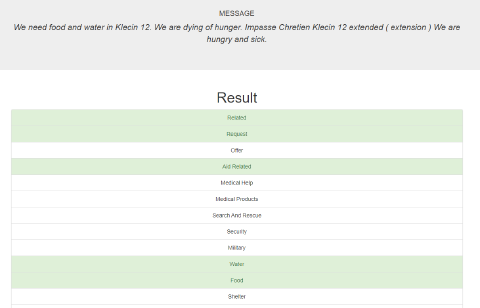 MESSAGE
We need food and water in Klecin 12. We are dying of hunger. Impasse Chretien Klecin 12 extended ( extension ) We are
hungry and sick.
Result
Related
Request
Offer
Aid Related
Medical Help
Medical Products
Search And Rescue
Security
Military
Water
Food
Shelter